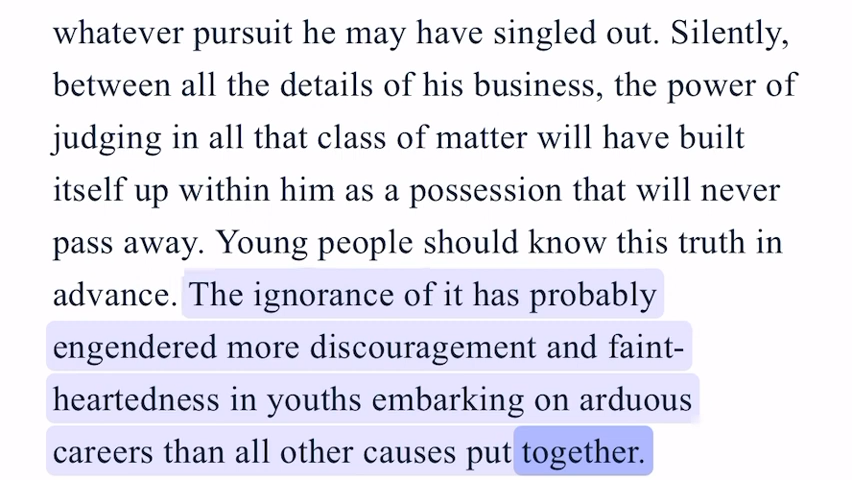 whatever pursuit he may have singled out. Silently,
between all the details of his business, the power of
judging in all that class of matter will have built
itself up within him as a possession that will never
pass away. Young people should know this truth in
advance. The ignorance of it has probably
engendered more discouragement and faint-
heartedness in youths embarking on arduous
careers than all other causes put together.